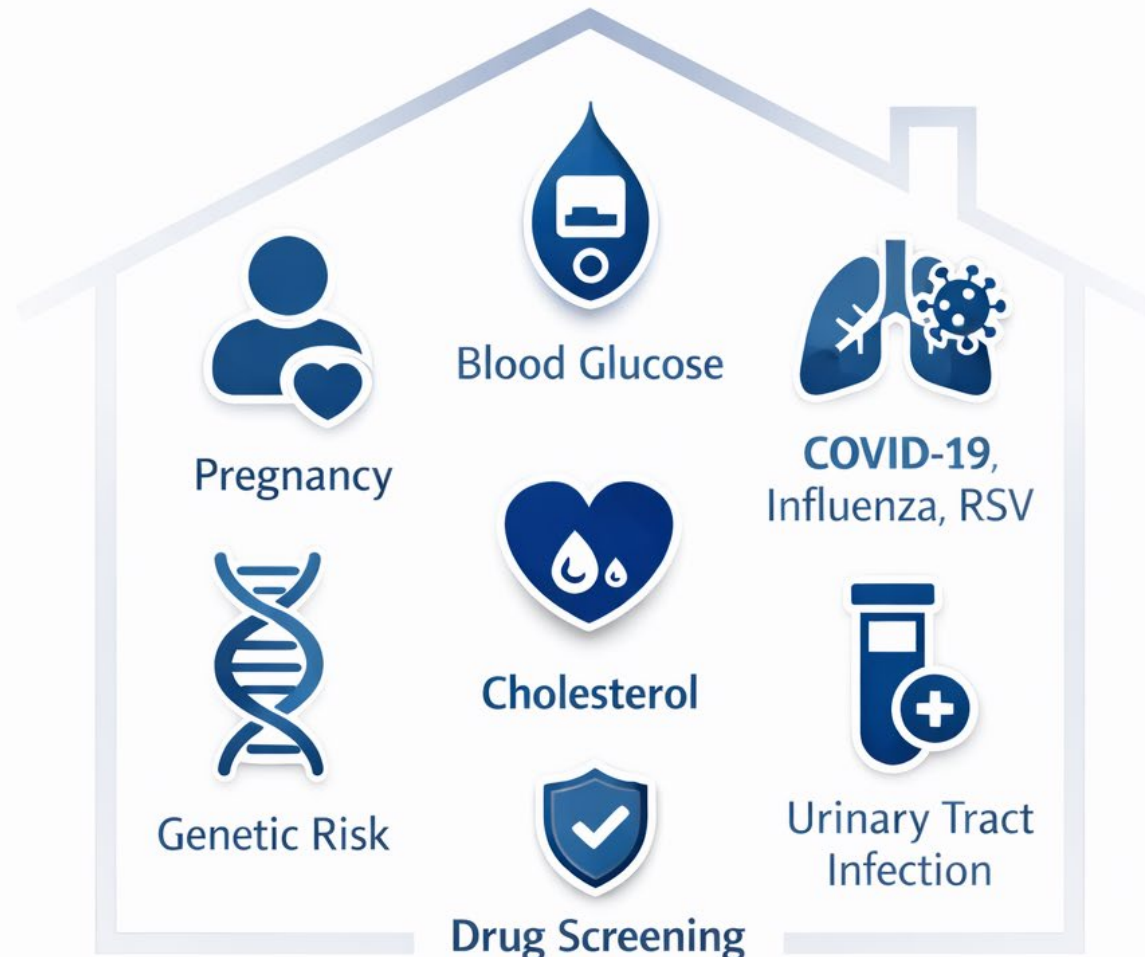 Blood Glucose
Pregnancy
COVID-19,
Influenza, RSV
Cholesterol
Genetic Risk
Urinary Tract
Infection
Drug Screening